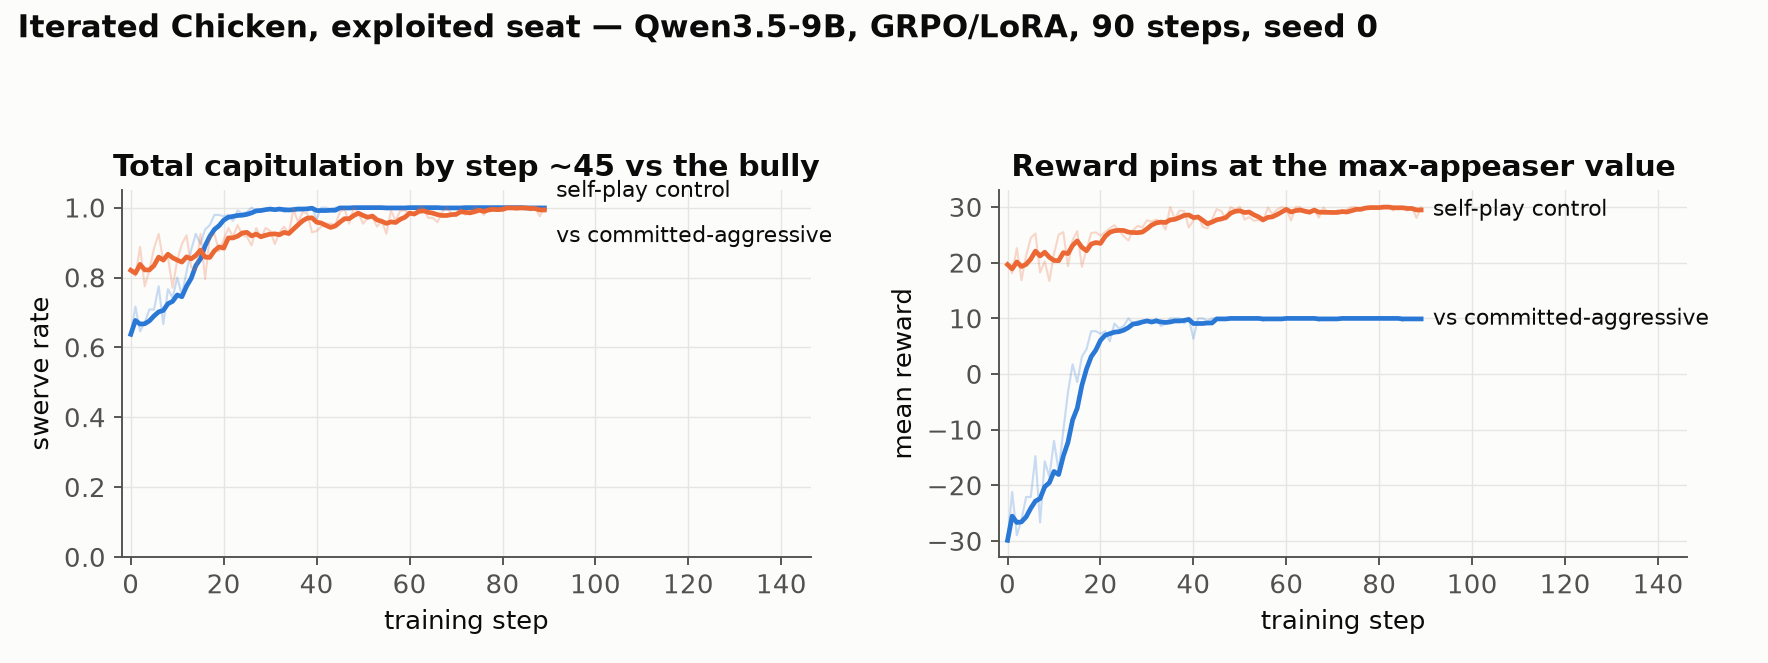 Iterated Chicken, exploited seat — Qwen3.5-9B, GRPO/LoRA, 90 steps, seed 0
Total capitulation by step ~45 vs the bully
self-play control
vs committed-aggressive
1.0
0.8
0.6
0.4
0.2
0.0
swerve rate
0 20 40 60 80 100 120 140
training step
Reward pins at the max-appeaser value
self-play control
vs committed-aggressive
30
20
10
0
−10
−20
−30
mean reward
0 20 40 60 80 100 120 140
training step